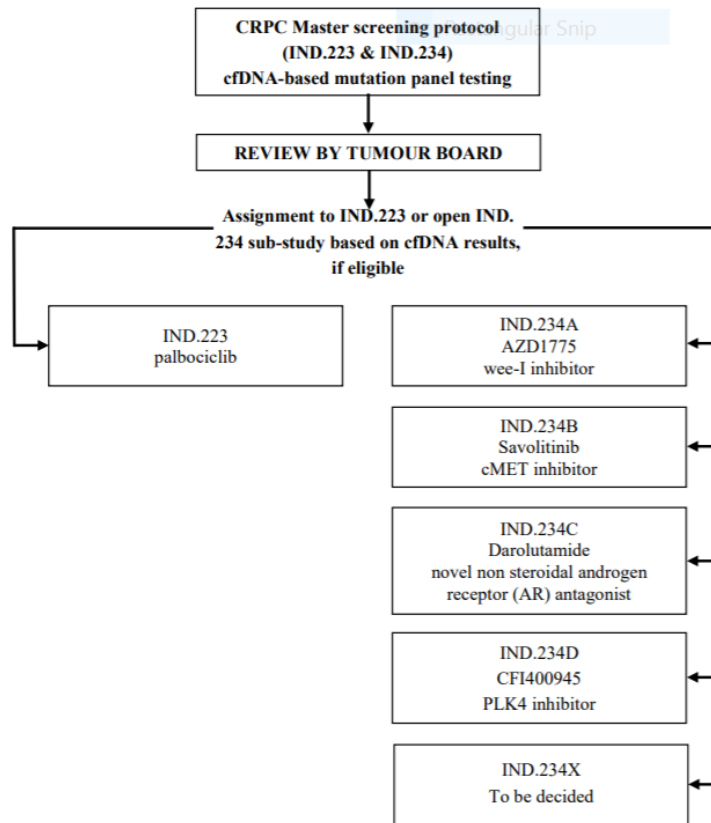 CRPC Master screening protocol
Rectangular Snip
(IND.223 & IND.234)
cfDNA-based mutation panel testing
REVIEW BY TUMOUR BOARD
Assignment to IND.223 or open IND.
234 sub-study based on cfDNA results,
if eligible
IND.223
palbociclib
IND.234A
AZD1775
wee-I inhibitor
IND.234B
Savolitinib
cMET inhibitor
IND.234C
Darolutamide
novel non steroidal androgen
receptor (AR) antagonist
IND.234D
CFI400945
PLK4 inhibitor
IND.234X
To be decided